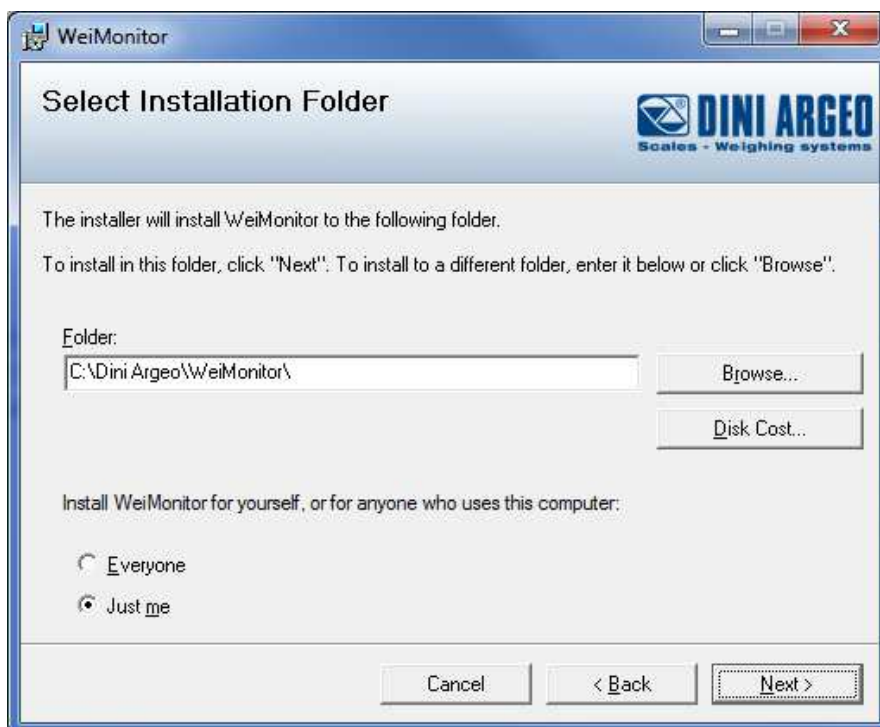 WeiMonitor
Select Installation Folder
DINI ARGEO
Scales - Weighing systems
The installer will install WeiMonitor to the following folder.
To install in this folder, click "Next". To install to a different folder, enter it below or click "Browse".
Folder:
C:\Dini Argeo\WeiMonitor\
Browse...
Disk Cost...
Install WeiMonitor for yourself, or for anyone who uses this computer:
Everyone
Just me
Cancel
< Back
Next >